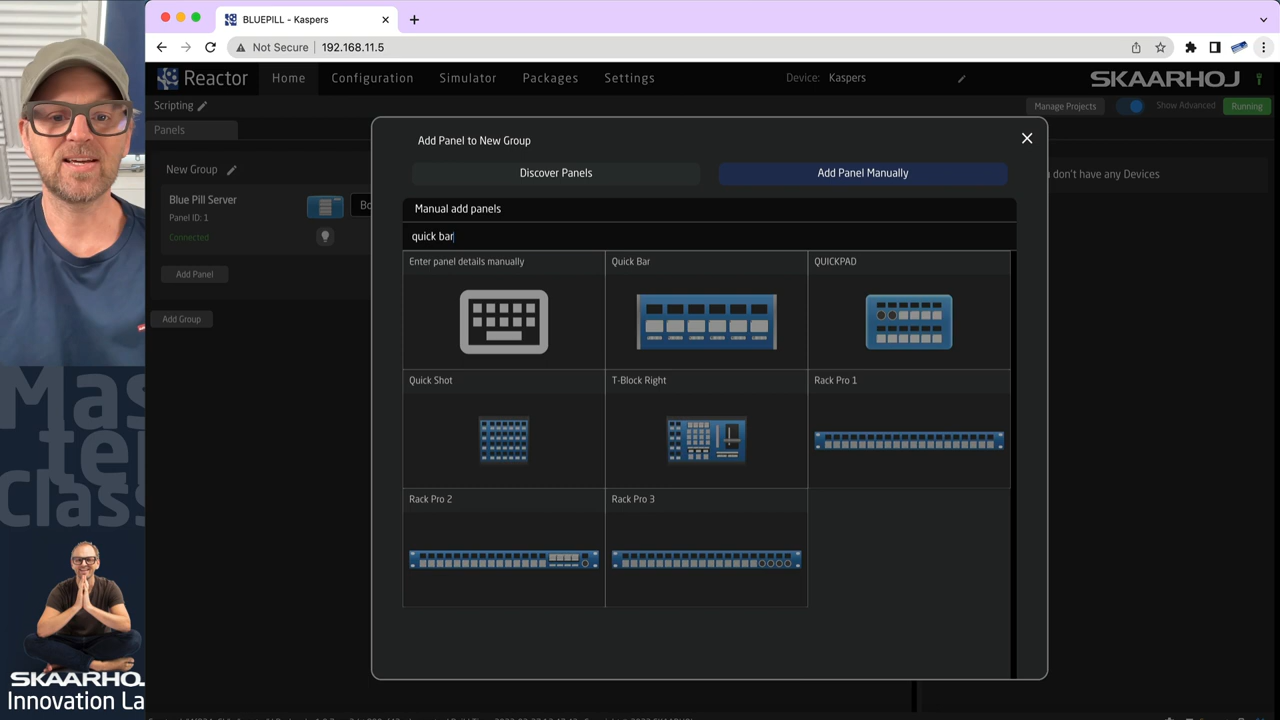 BLUEPILL - Kaspers
Not Secure
192.168.11.5
Reactor
Home
Configuration
Simulator
Packages
Settings
Device:
Kaspers
SKAARHOJ
Scripting
Manage Projects
Show Advanced
Running
Panels
New Group
Blue Pill Server
Panel ID: 1
Connected
Bo
Add Panel
Add Group
don't have any Devices
Add Panel to New Group
Discover Panels
Add Panel Manually
Manual add panels
quick bar
Enter panel details manually
Quick Bar
QUICKPAD
Quick Shot
T-Block Right
Rack Pro 1
Rack Pro 2
Rack Pro 3
Mas
ter
Class
SKAARHOJ
Innovation La